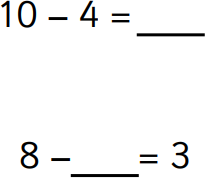 10 – 4 = ____
8 – ____ = 3